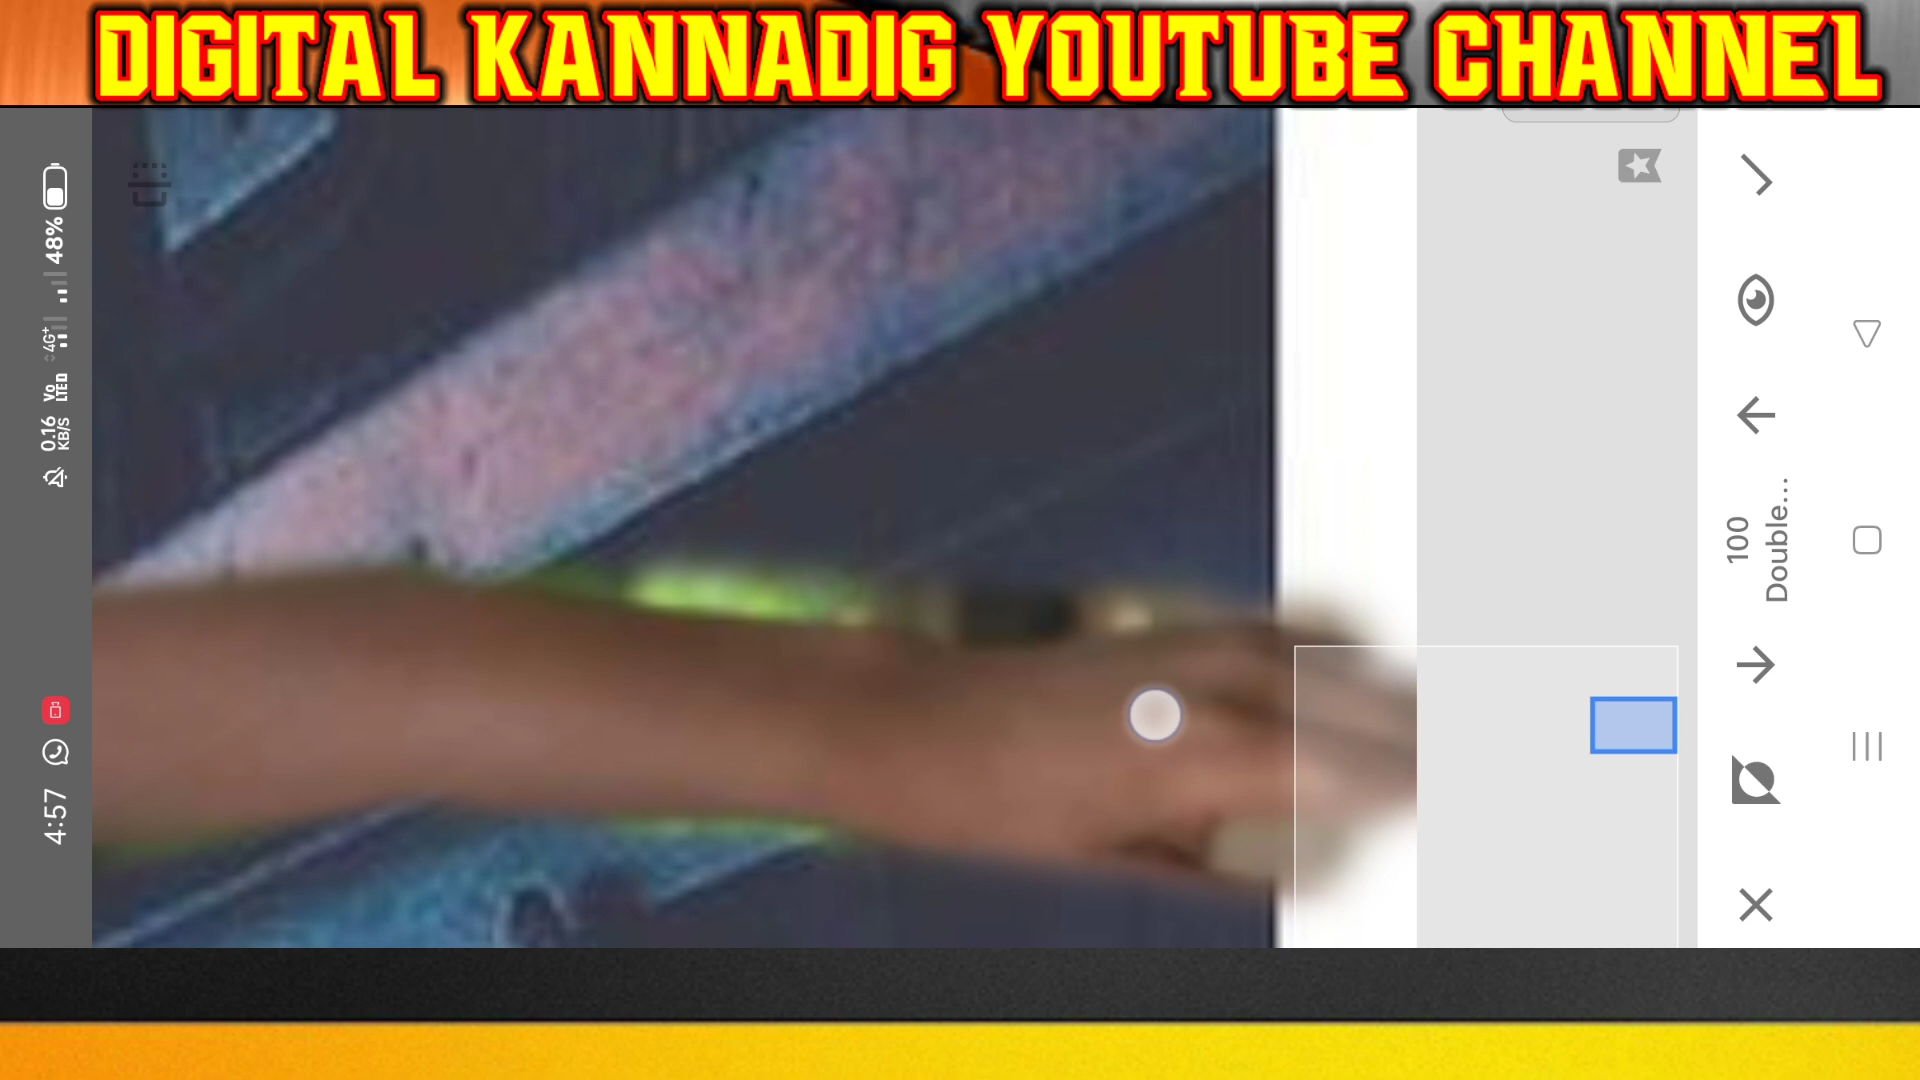 DIGITAL KANNADIG YOUTUBE CHANNEL
4:57
0.16 KB/S
Vo LTE
4G+
48%
100
Double...